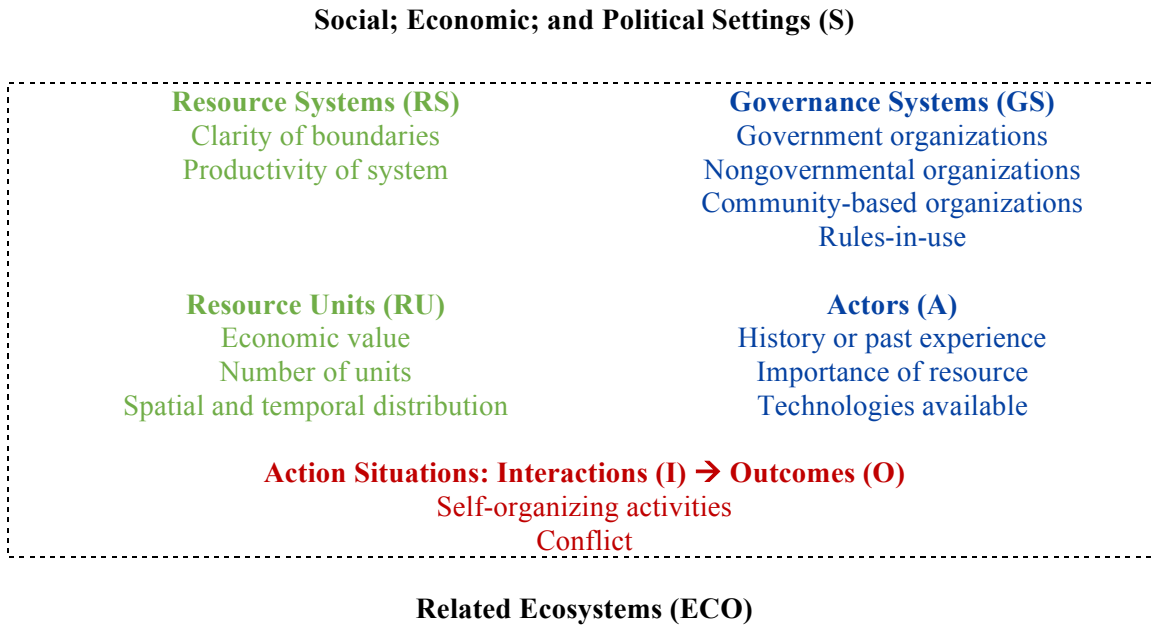 Social; Economic; and Political Settings (S)
Resource Systems (RS)
Clarity of boundaries
Productivity of system
Governance Systems (GS)
Government organizations
Nongovernmental organizations
Community-based organizations
Rules-in-use
Resource Units (RU)
Economic value
Number of units
Spatial and temporal distribution
Actors (A)
History or past experience
Importance of resource
Technologies available
Action Situations: Interactions (I) → Outcomes (O)
Self-organizing activities
Conflict
Related Ecosystems (ECO)